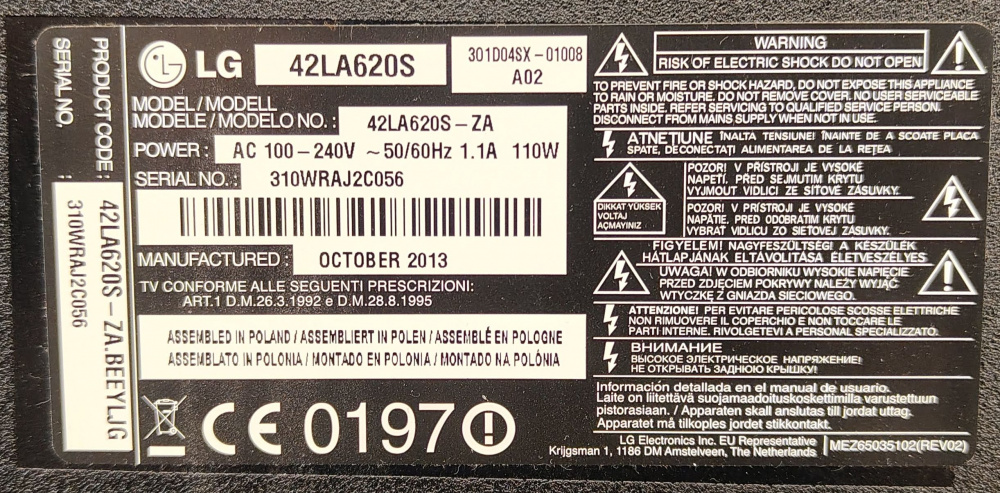 PRODUCT CODE : 42LA620S - ZA.BEEYLJG
SERIAL NO. : 310WRAJ2C056
LG
42LA620S
301D04SX-01008
A02
MODEL / MODELL
MODELE / MODELO NO. : 42LA620S-ZA
POWER : AC 100-240V ~50/60Hz 1.1A 110W
SERIAL NO. : 310WRAJ2C056
MANUFACTURED : OCTOBER 2013
TV CONFORME ALLE SEGUENTI PRESCRIZIONI:
ART.1 D.M.26.3.1992 e D.M.28.8.1995
ASSEMBLED IN POLAND / ASSEMBLIERT IN POLEN / ASSEMBLÉ EN POLOGNE
ASSEMBLATO IN POLONIA / MONTADO EN POLONIA / MONTADO NA POLÔNIA
CE 0197
WARNING
RISK OF ELECTRIC SHOCK DO NOT OPEN
TO PREVENT FIRE OR SHOCK HAZARD, DO NOT EXPOSE THIS APPLIANCE
TO RAIN OR MOISTURE. DO NOT REMOVE COVER. NO USER SERVICEABLE
PARTS INSIDE. REFER SERVICING TO QUALIFIED SERVICE PERSON.
DISCONNECT FROM MAINS SUPPLY WHEN NOT IN USE.
ATNEȚIUNE ÎNALTA TENSIUNE! ÎNAINTE DE A SCOATE PLACA
SPATE, DECONECTAȚI ALIMENTAREA DE LA REȚEA
DIKKAT YÜKSEK
VOLTAJ
AÇMAYINIZ
POZOR! V PŘÍSTROJI JE VYSOKÉ
NAPETÍ. PŘED SEJMUTIM KRYTU
VYJMOUT VIDLICI ZE SÍŤOVÉ ZÁSUVKY.
POZOR! V PRÍSTROJI JE VYSOKÉ
NAPÄTIE. PRED ODOBRATIM KRYTU
VYBRAT VIDLICU ZO SIEŤOVEJ ZÁSUVKY.
FIGYELEM! NAGYFESZÜLTSÉG! A KÉSZÜLÉK
HÁTLAPJÁNAK ELTÁVOLÍTÁSA ÉLETVESZÉLYES
UWAGA! W ODBIORNIKU WYSOKIE NAPIĘCIE
PRZED ZDJĘCIEM POKRYWY NALEŻY WYJĄĆ
WTYCZKĘ Z GNIAZDA SIECIOWEGO.
ATTENZIONE! PER EVITARE PERICOLOSE SCOSSE ELETTRICHE
NON RIMUOVERE IL COPERCHIO E NON TOCCARE LE
PARTI INTERNE. RIVOLGETEVI A PERSONAL SPECIALIZZATO.
ВНИМАНИЕ
ВЫСОКОЕ ЭЛЕКТРИЧЕСКОЕ НАПРЯЖЕНИЕ!
НЕ ОТКРЫВАТЬ ЗАДНЮЮ КРЫШКУ!
Información detallada en el manual de usuario.
Laite on liitettävä suojamaadoituskoskettimilla varustettuun
pistorasiaan. / Apparaten skall anslutas till jordat uttag.
Apparatet må tilkoples jordet stikkontakt.
LG Electronics Inc. EU Representative
Krijgsman 1, 1186 DM Amstelveen, The Netherlands
MEZ65035102(REV02)